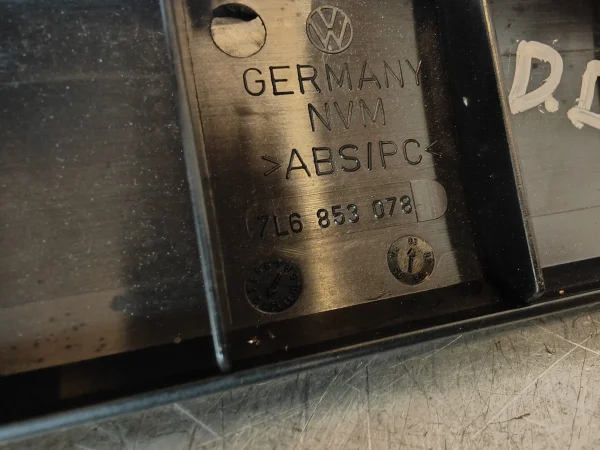 GERMANY
NVM
>ABS/PC<
7L6 853 078
D.D